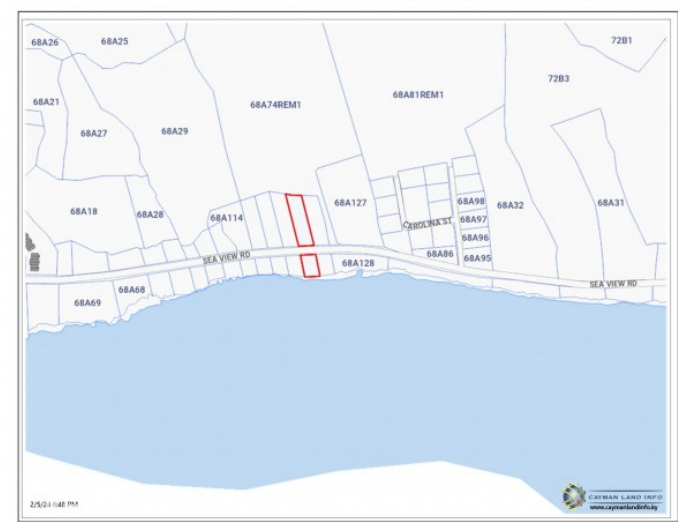 68A26
68A25
72B1
72B3
68A21
68A74REM1
68A81REM1
68A27
68A29
68A18
68A28
68A114
68A127
68A98
68A32
68A31
68A97
CAROLINA ST
68A96
SEA VIEW RD
68A128
68A86
68A95
SEA VIEW RD
68A69
68A68
2/5/24 6:48 PM
CAYMAN LAND INFO
www.caymanlandinfo.ky